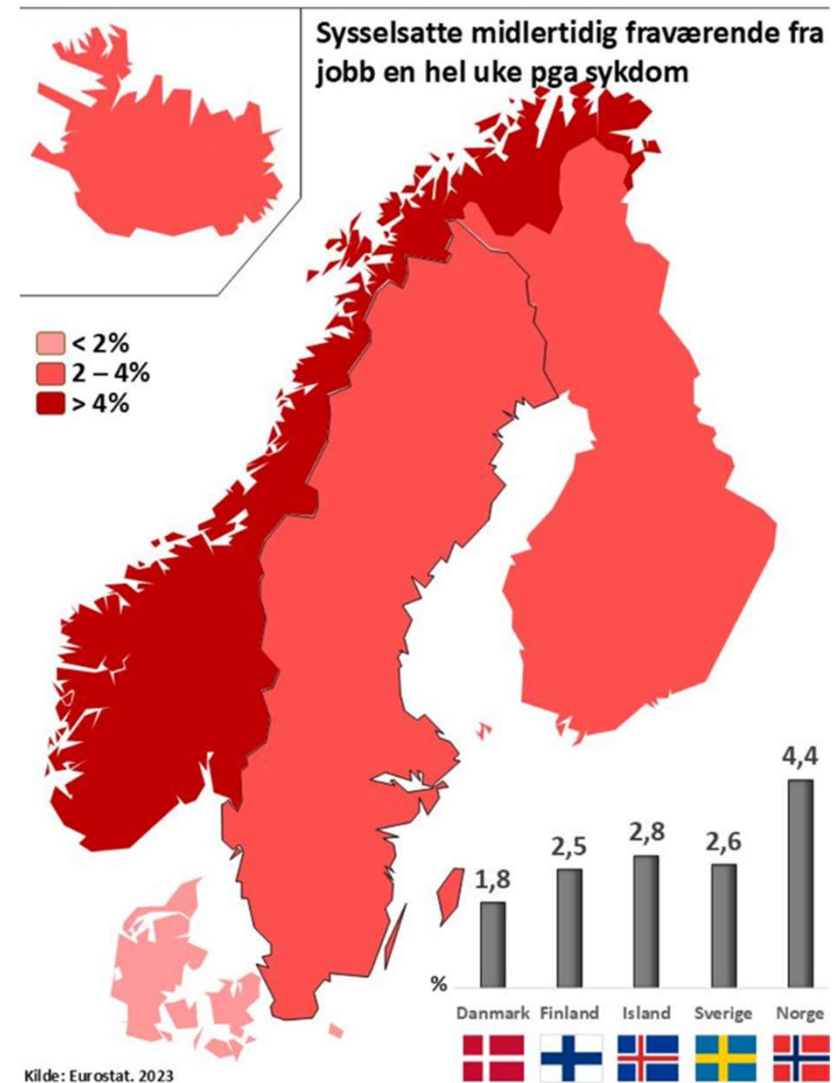 Sysselsatte midlertidig fraværende fra
jobb en hel uke pga sykdom
< 2%
2 – 4%
> 4%
4,4
2,8
2,6
2,5
1,8
%
Danmark Finland Island Sverige Norge
Kilde: Eurostat. 2023